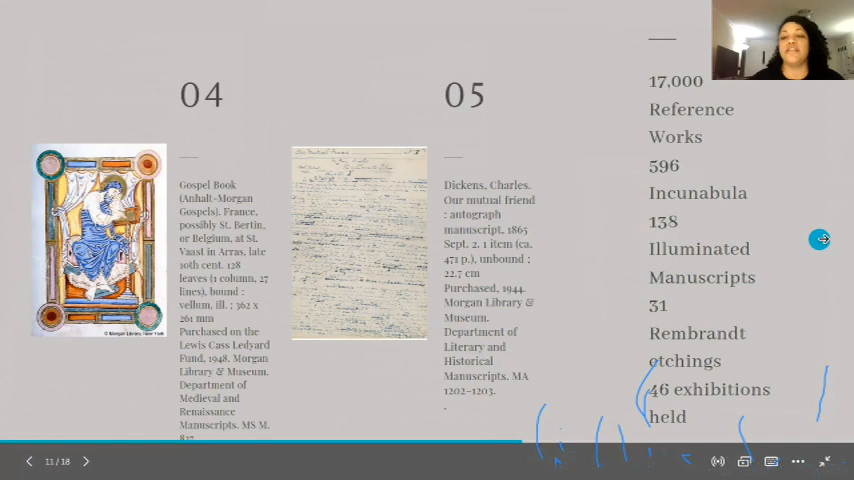 04
Gospel Book
(Anhalt-Morgan
Gospels). France,
possibly St. Bertin,
or Belgium, at St.
Vaast in Arras, late
10th cent. 128
leaves (1 column, 27
lines), bound :
vellum, ill. ; 362 x
261 mm
Purchased on the
Lewis Cass Ledyard
Fund, 1948. Morgan
Library & Museum.
Department of
Medieval and
Renaissance
Manuscripts. MS M.
827
© Morgan Library, New York
05
Dickens, Charles.
Our mutual friend
: autograph
manuscript, 1865
Sept. 2. 1 item (ca.
471 p.), unbound ;
22.7 cm
Purchased, 1944.
Morgan Library &
Museum.
Department of
Literary and
Historical
Manuscripts. MA
1202-1203.
.
17,000
Reference
Works
596
Incunabula
138
Illuminated
Manuscripts
31
Rembrandt
etchings
46 exhibitions
held
11 / 18